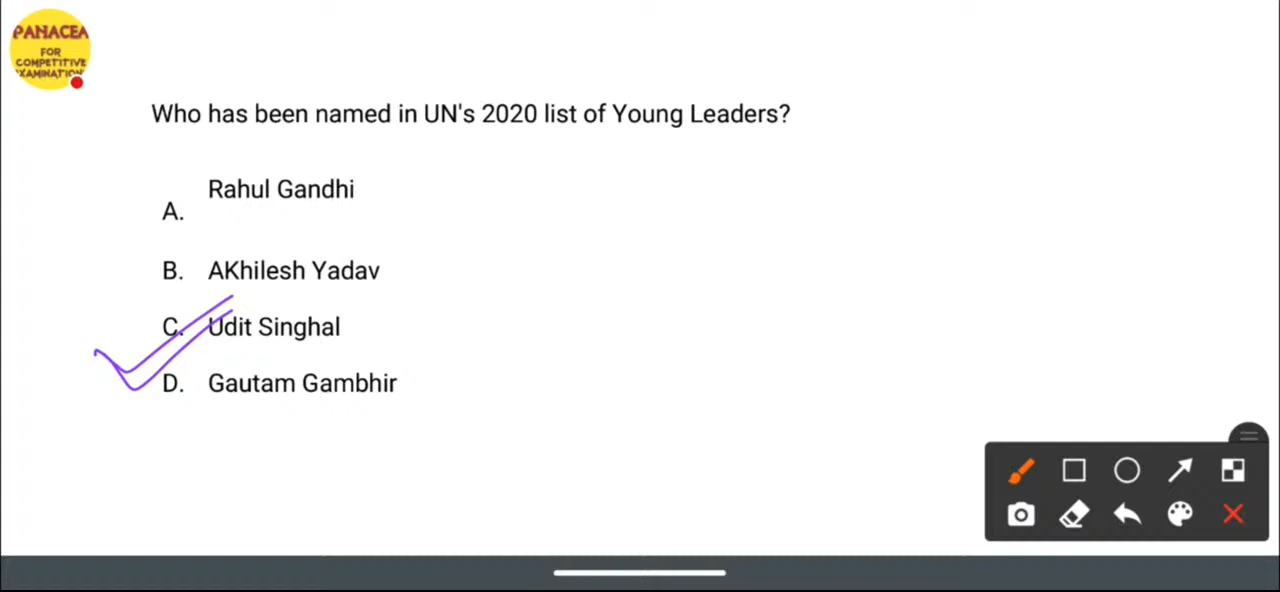 PANACEA
FOR
COMPETITIVE
EXAMINATION
Who has been named in UN's 2020 list of Young Leaders?
Rahul Gandhi
A.
B. AKhilesh Yadav
C. Udit Singhal
D. Gautam Gambhir